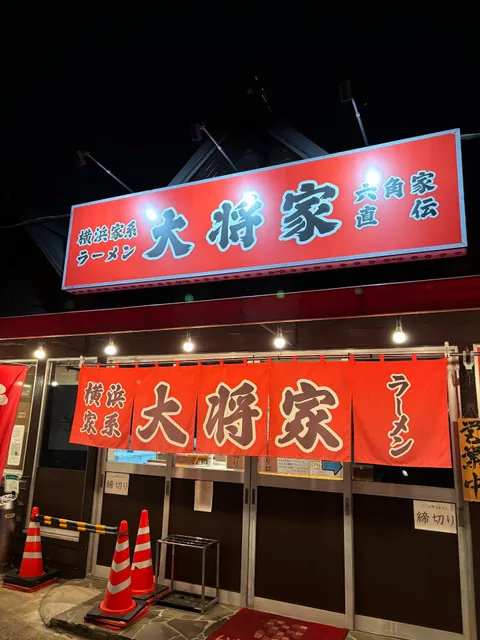 横浜家系
ラーメン
大将家
六角家
直伝
横浜
家系
大将家
ラーメン
営業中
締切り
締切り